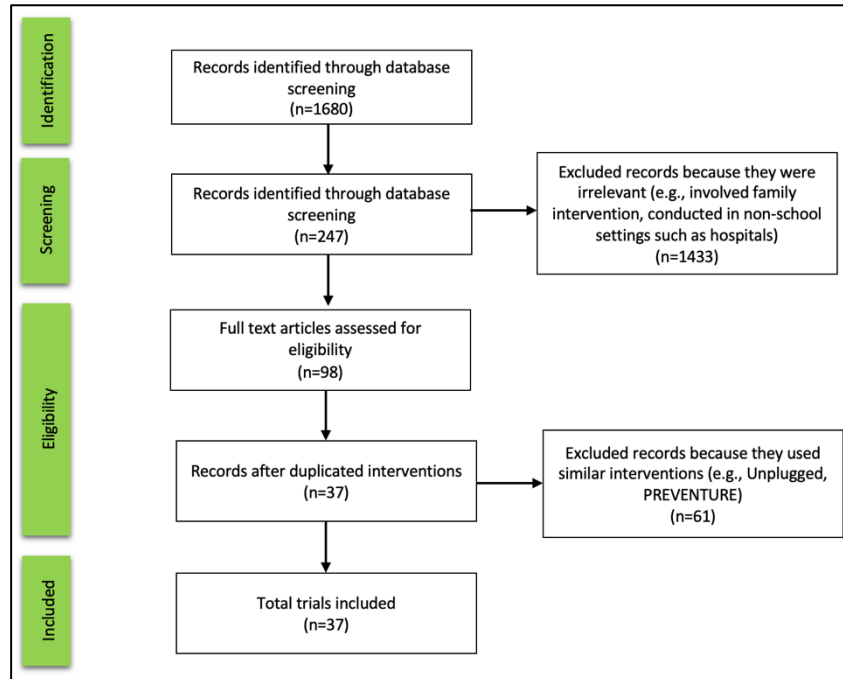 Identification
Records identified through database
screening
(n=1680)
Screening
Records identified through database
screening
(n=247)
Excluded records because they were
irrelevant (e.g., involved family
intervention, conducted in non-school
settings such as hospitals)
(n=1433)
Eligibility
Full text articles assessed for
eligibility
(n=98)
Records after duplicated interventions
(n=37)
Excluded records because they used
similar interventions (e.g., Unplugged,
PREVENTURE)
(n=61)
Included
Total trials included
(n=37)